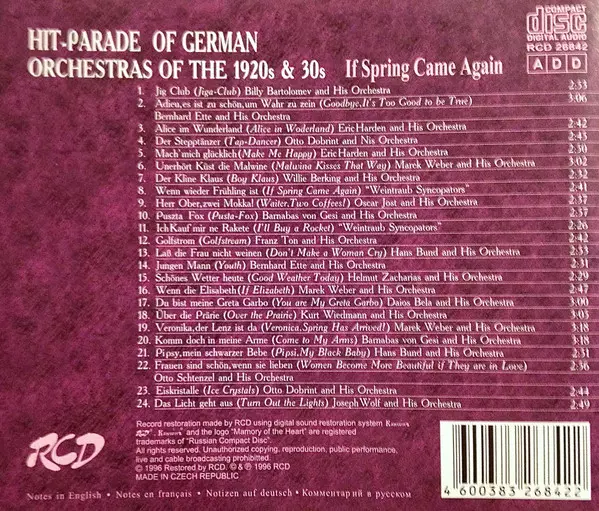 HIT-PARADE OF GERMAN
ORCHESTRAS OF THE 1920s & 30s If Spring Came Again
COMPACT
disc
DIGITAL AUDIO
RCD 26842
A D D
1. Jig Club (Jiga-Club) Billy Bartolomev and His Orchestra 2:33
2. Adieu,es ist zu schön,um Wahr zu zein (Goodbye,It's Too Good to be True) 3:06
Bernhard Ette and His Orchestra
3. Alice im Wunderland (Alice in Woderland) Eric Harden and His Orchestra 2:42
4. Der Stepptänzer (Tap-Dancer) Otto Dobrint and Nis Orchestra 2:43
5. Mach'mich glücklich (Make Me Happy) Eric Harden and His Orchestra 2:50
6. Unerhört Küst die Malwine (Malwina Kisses That Way) Marek Weber and His Orchestra 3:02
7. Der Kline Klaus (Boy Klaus) Willie Berking and His Orchestra 2:32
8. Wenn wieder Frühling ist (If Spring Came Again) "Weintraub Syncopators" 2:41
9. Herr Ober,zwei Mokka! (Waiter,Two Coffees!) Oscar Jost and His Orchestra 2:37
10. Puszta Fox (Pusta-Fox) Barnabas von Gesi and His Orchestra 2:37
11. Ich Kauf mir ne Rakete (I'll Buy a Rocket) "Weintraub Syncopators" 2:26
12. Golfstrom (Golfstream) Franz Ton and His Orchestra 2:42
13. Laß die Frau nicht weinen (Don't Make a Woman Cry) Hans Bund and His Orchestra 2:33
14. Jungen Mann (Youth) Bernhard Ette and His Orchestra 2:31
15. Schönes Wetter heute (Good Weather Today) Helmut Zacharias and His Orchestra 2:29
16. Wenn die Elisabeth (If Elizabeth) Marek Weber and His Orchestra 2:47
17. Du bist meine Greta Garbo (You are My Greta Garbo) Daios Bela and His Orchestra 3:00
18. Über die Prärie (Over the Prairie) Kurt Wiedmann and His Orchestra 3:03
19. Veronika,der Lenz ist da (Veronica,Spring Has Arrived!) Marek Weber and His Orchestra 3:18
20. Komm doch in meine Arme (Come to My Arms) Barnabas von Gesi and His Orchestra 3:18
21. Pipsy,mein schwarzer Bebe (Pipsi,My Black Baby) Hans Bund and His Orchestra 2:31
22. Frauen sind schön,wenn sie lieben (Women Become More Beautiful if They are in Love) 2:36
Otto Schtenzel and His Orchestra
23. Eiskristalle (Ice Crystals) Otto Dobrint and His Orchestra 2:44
24. Das Licht geht aus (Turn Out the Lights) Joseph Wolf and His Orchestra 2:49
RCD
Record restoration made by RCD using digital sound restoration system
and the logo "Mamory of the Heart" are registered
trademarks of "Russian Compact Disc".
All rights reserved. Unauthorized copying. reproduction, public performance,
live and cable broadcasting prohibitted.
© 1996 Restored by RCD. © & ℗ 1996 RCD
MADE IN CZECH REPUBLIC
4 600383 268422
Notes in English • Notes en français • Notizen auf deutsch • Комментарий в русском